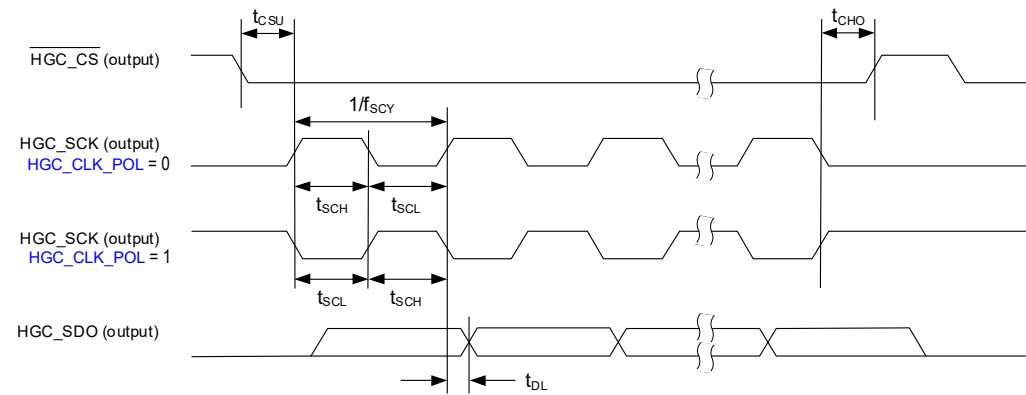 tCSU
tCHO
HGC_CS (output)
1/fSCY
HGC_SCK (output)
HGC_CLK_POL = 0
tSCH
tSCL
HGC_SCK (output)
HGC_CLK_POL = 1
tSCL
tSCH
HGC_SDO (output)
tDL